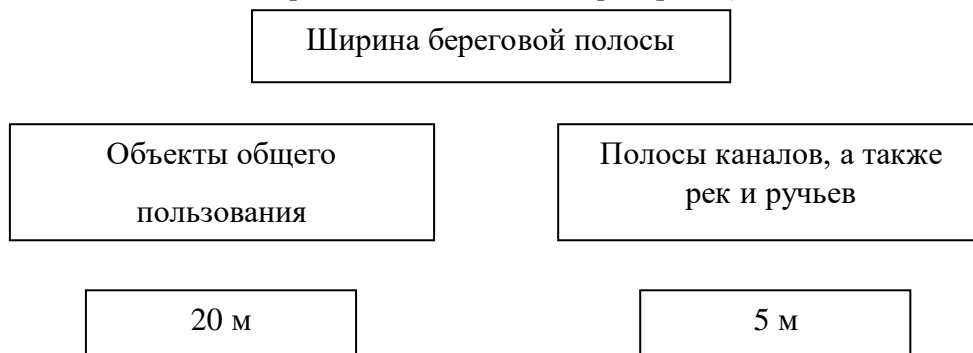 Ширина береговой полосы
Объекты общего
пользования
Полосы каналов, а также
рек и ручьев
20 м
5 м